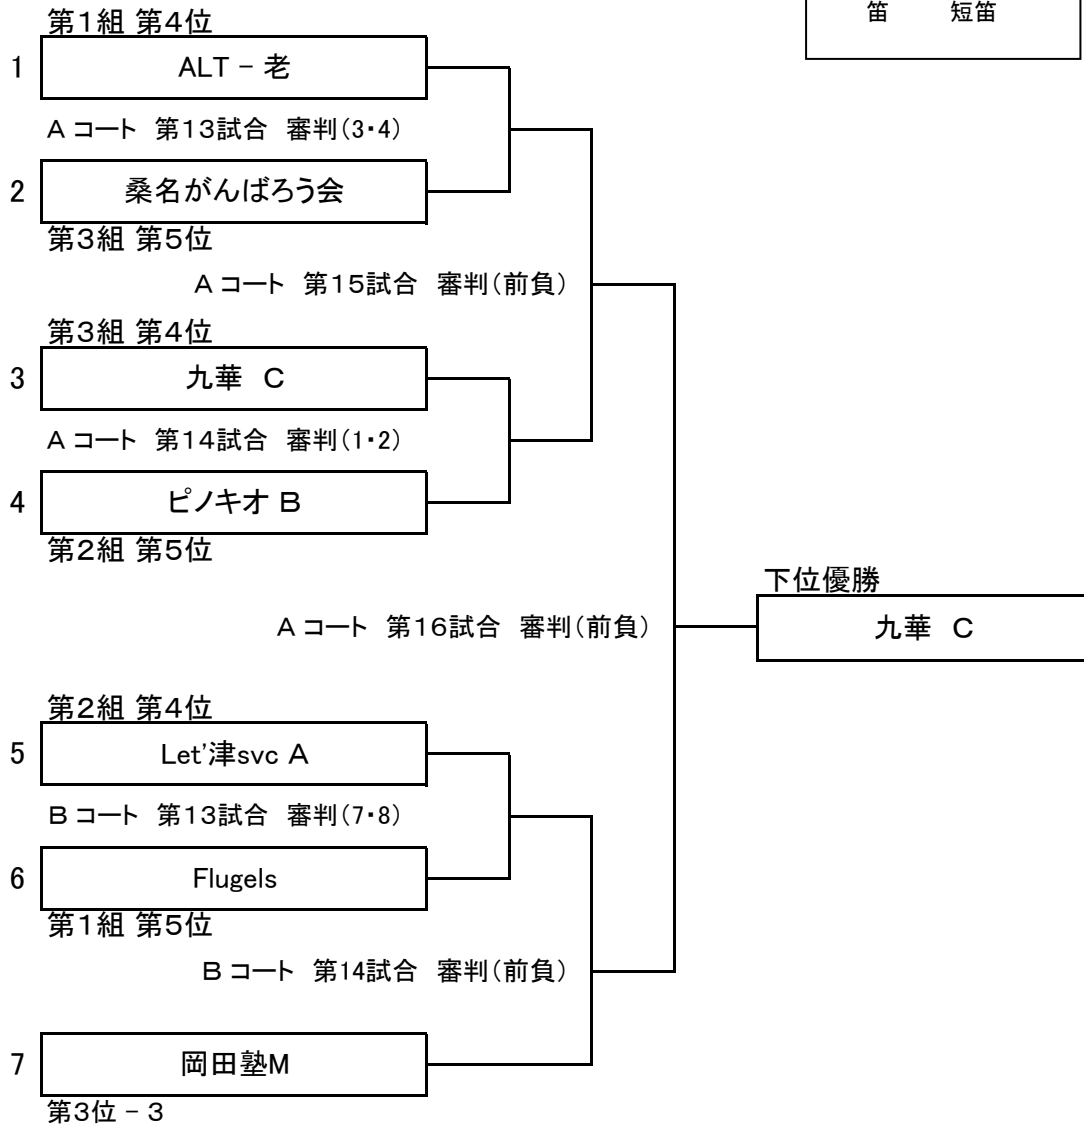 笛 短笛
第1組 第4位
1 ALT － 老
A コート 第13試合 審判（3・4）
2 桑名がんばろう会
第3組 第5位
A コート 第15試合 審判（前負）
第3組 第4位
3 九華 C
A コート 第14試合 審判（1・2）
4 ピノキオ B
第2組 第5位
下位優勝
A コート 第16試合 審判（前負）
九華 C
第2組 第4位
5 Let’津svc A
B コート 第13試合 審判（7・8）
6 Flugels
第1組 第5位
B コート 第14試合 審判（前負）
7 岡田塾M
第3位 － 3